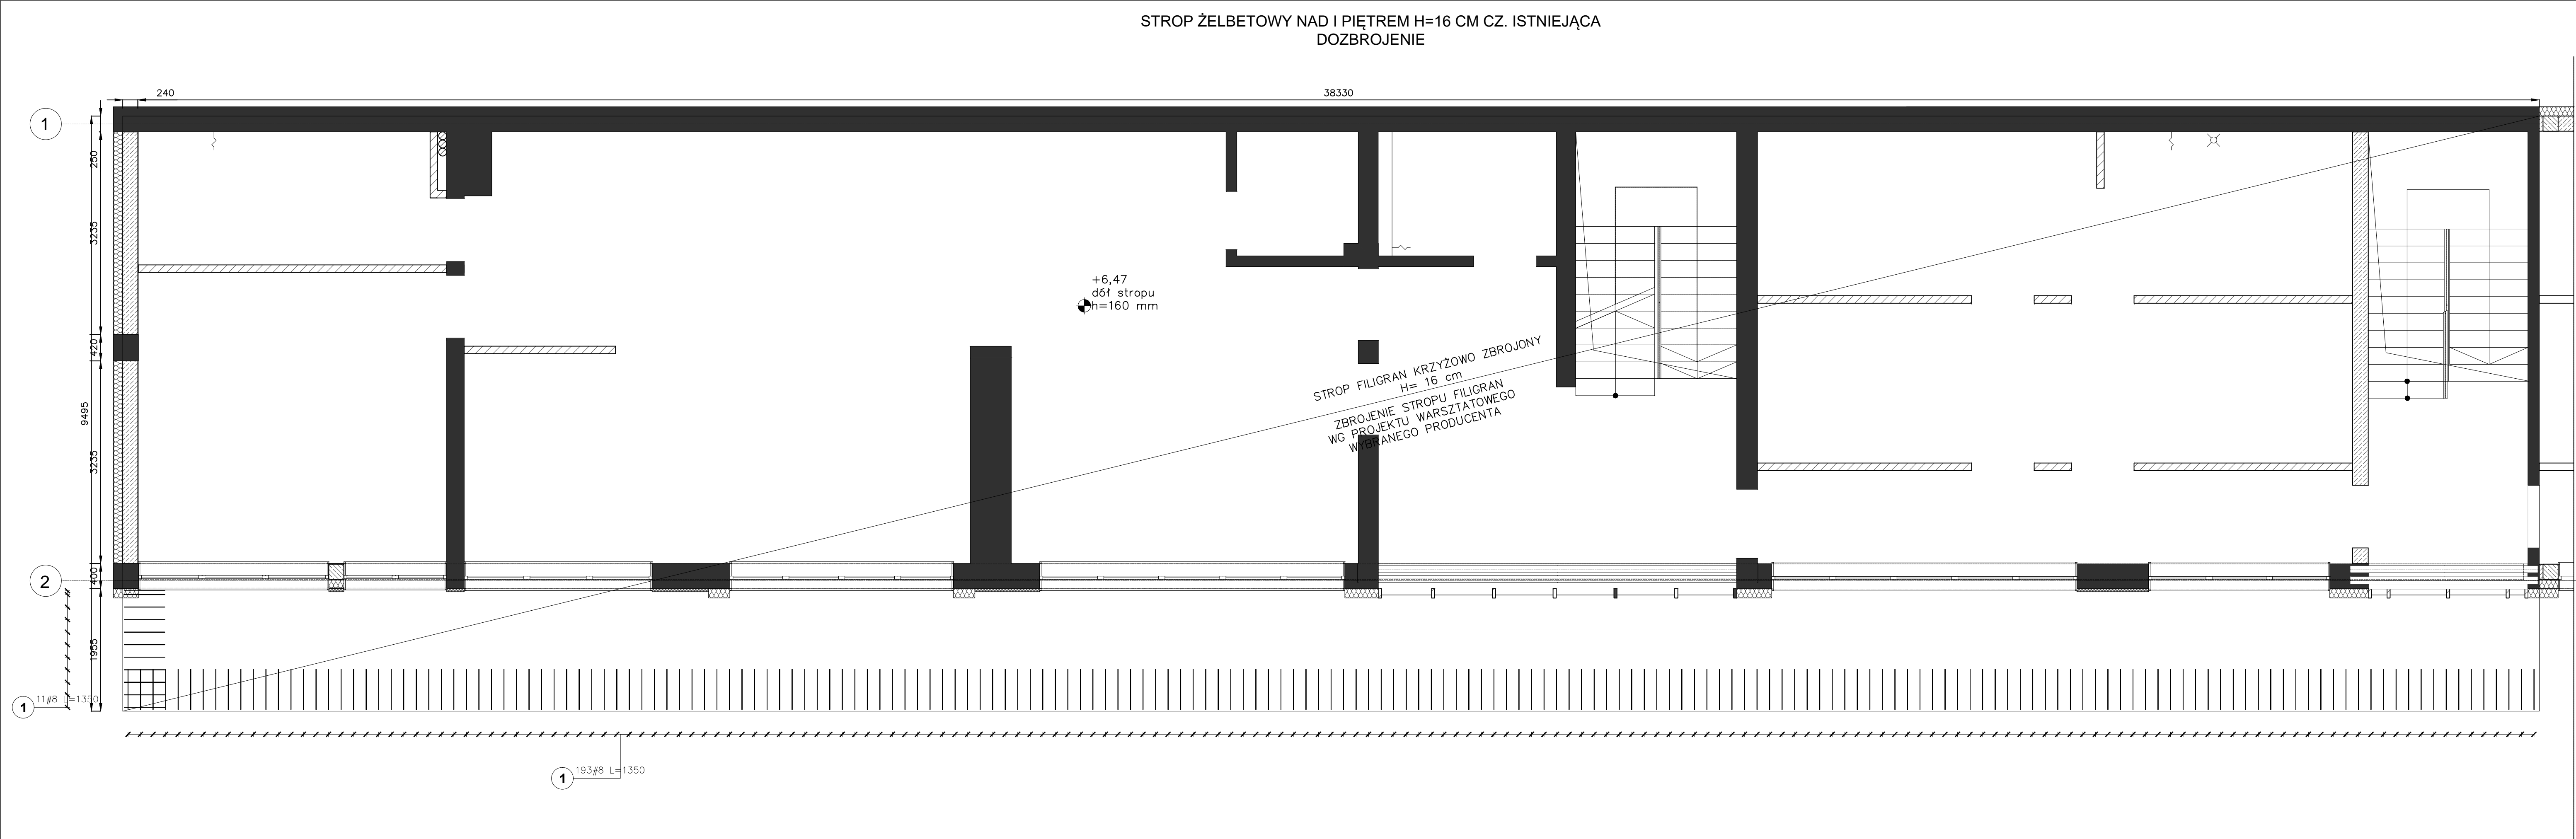 STROP ŻELBETOWY NAD I PIĘTREM H=16 CM CZ. ISTNIEJĄCA
DOZBROJENIE
240
38330
1
250
3235
420
9495
3235
400
1955
2
+6,47
dół stropu
h=160 mm
STROP FILIGRAN KRZYŻOWO ZBROJONY
H= 16 cm
ZBROJENIE STROPU FILIGRAN
WG PROJEKTU WARSZTATOWEGO
WYBRANEGO PRODUCENTA
1 11#8 L=1350
1 193#8 L=1350